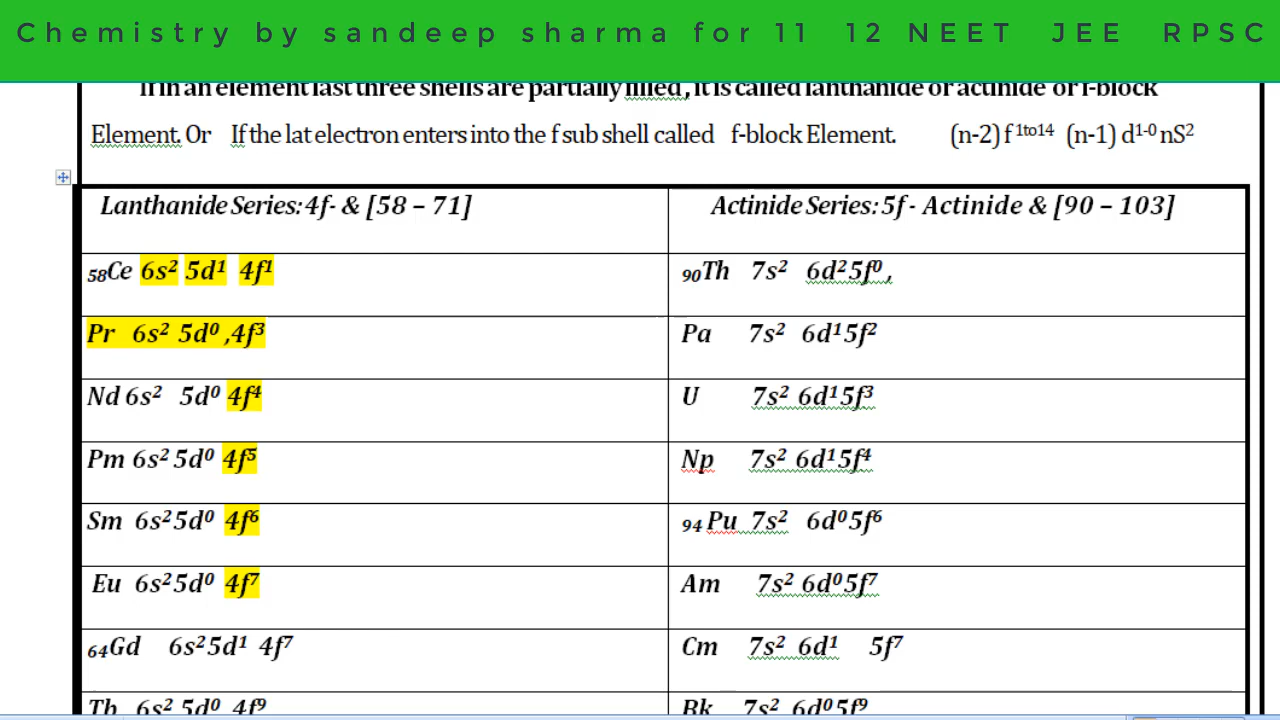 Chemistry by sandeep sharma for 11 12 NEET JEE RPSC
If in an element last three shells are partially filled, it is called lanthanide or actinide or f-block
Element. Or If the lat electron enters into the f sub shell called f-block Element. (n-2) f ¹ᵗᵒ¹⁴ (n-1) d¹⁻⁰ nS²
Lanthanide Series: 4f- & [58 – 71] Actinide Series: 5f - Actinide & [90 – 103]
₅₈Ce 6s² 5d¹ 4f¹ ₉₀Th 7s² 6d² 5f⁰ ,
Pr 6s² 5d⁰ ,4f³ Pa 7s² 6d¹ 5f²
Nd 6s² 5d⁰ 4f⁴ U 7s² 6d¹ 5f³
Pm 6s² 5d⁰ 4f⁵ Np 7s² 6d¹ 5f⁴
Sm 6s² 5d⁰ 4f⁶ ₉₄ Pu 7s² 6d⁰ 5f⁶
Eu 6s² 5d⁰ 4f⁷ Am 7s² 6d⁰ 5f⁷
₆₄Gd 6s² 5d¹ 4f⁷ Cm 7s² 6d¹ 5f⁷
Tb 6s² 5d⁰ 4f⁹ Bk 7s² 6d⁰ 5f⁹